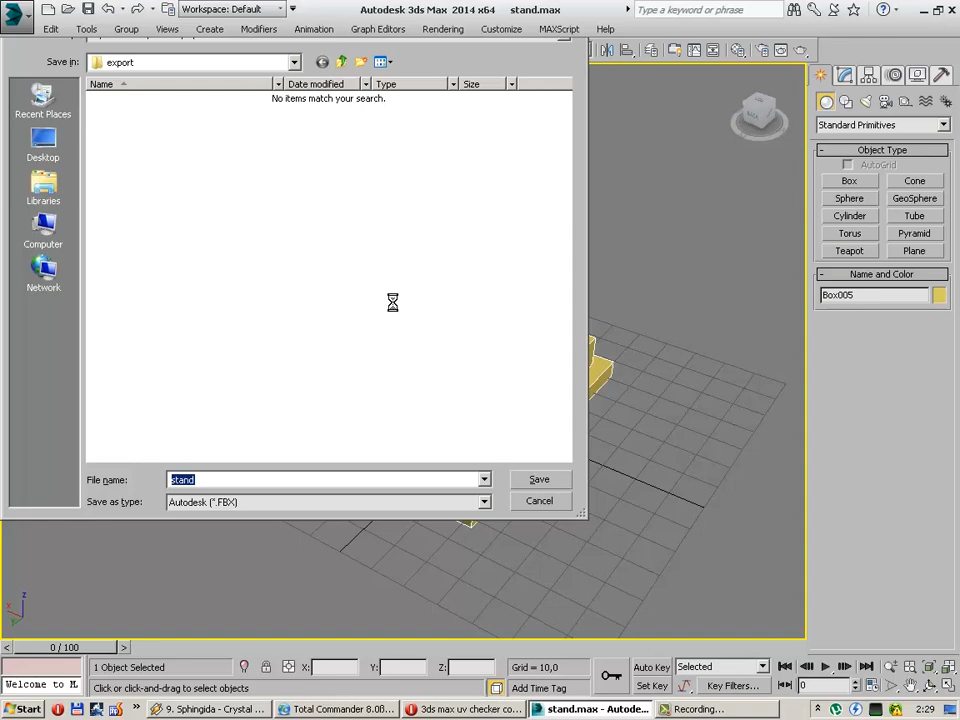 Workspace: Default
Autodesk 3ds Max 2014 x64 stand.max
Type a keyword or phrase
Edit Tools Group Views Create Modifiers Animation Graph Editors Rendering Customize MAXScript Help
Save in: export
Name Date modified Type Size
No items match your search.
Recent Places
Desktop
Libraries
Computer
Network
File name: stand Save
Save as type: Autodesk (*.FBX) Cancel
Standard Primitives
- Object Type
AutoGrid
Box Cone
Sphere GeoSphere
Cylinder Tube
Torus Pyramid
Teapot Plane
- Name and Color
Box005
BACK
z
x
y
< 0 / 100 >
1 Object Selected X: Y: Z: Grid = 10,0 Auto Key Selected
Welcome to M. Click or click-and-drag to select objects Add Time Tag Set Key Key Filters... 0
Start 9. Sphingida - Crystal ... Total Commander 8.0β... 3ds max uv checker co... stand.max - Autodes... Recording... 2:29